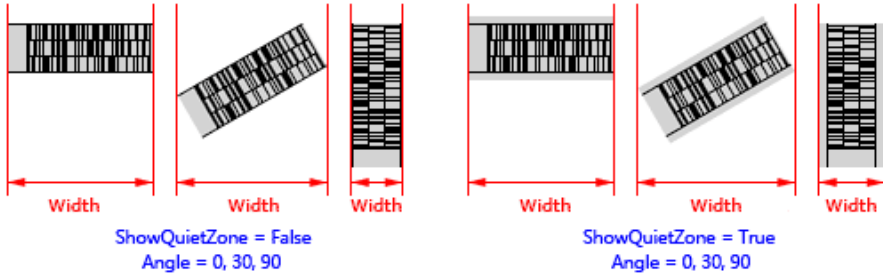 Width Width Width Width Width Width
ShowQuietZone = False ShowQuietZone = True
Angle = 0, 30, 90 Angle = 0, 30, 90